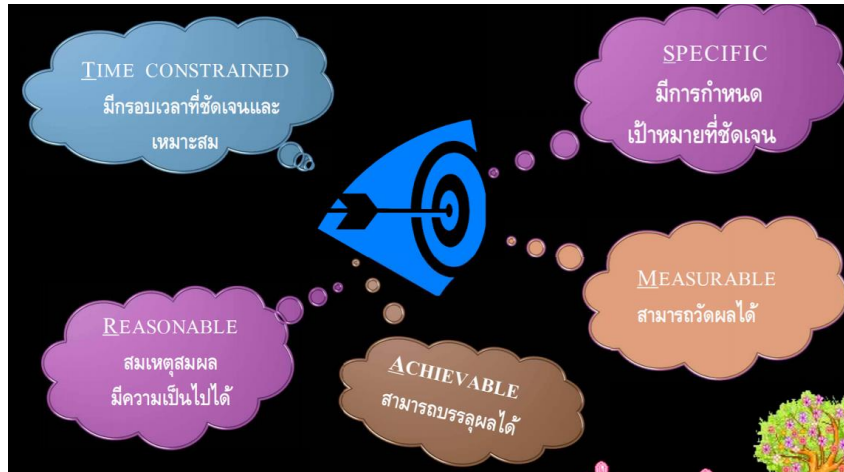 TIME CONSTRAINED
มีกรอบเวลาที่ชัดเจนและ
เหมาะสม
SPECIFIC
มีการกำหนด
เป้าหมายที่ชัดเจน
MEASURABLE
สามารถวัดผลได้
REASONABLE
สมเหตุสมผล
มีความเป็นไปได้
ACHIEVABLE
สามารถบรรลุผลได้